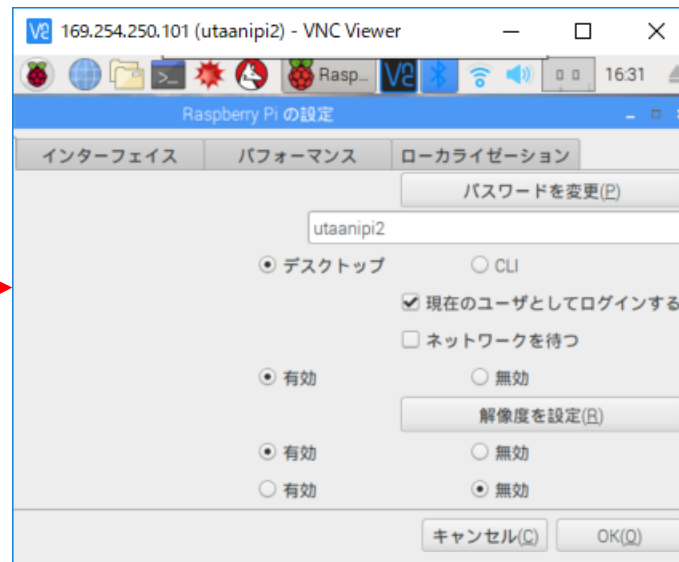 169.254.250.101 (utaanipi2) - VNC Viewer
Rasp... 16:31
Raspberry Pi の設定
インターフェイス パフォーマンス ローカライゼーション
パスワードを変更(P)
utaanipi2
デスクトップ CLI
現在のユーザとしてログインする
ネットワークを待つ
有効 無効
解像度を設定(R)
有効 無効
有効 無効
キャンセル(C) OK(O)